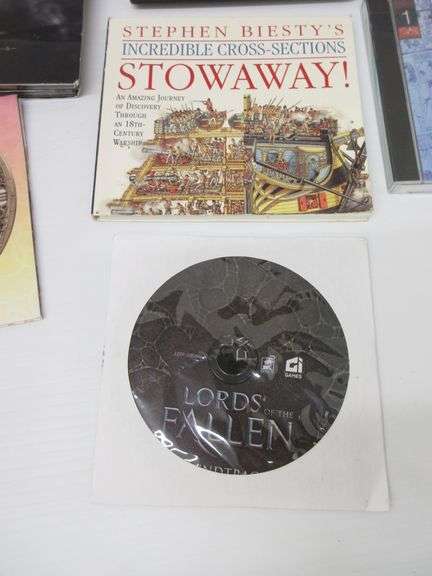 1
STEPHEN BIESTY'S
INCREDIBLE CROSS-SECTIONS
STOWAWAY!
AN AMAZING JOURNEY
OF DISCOVERY
THROUGH
AN 18TH-
CENTURY
WARSHIP
CI
GAMES
LORDS OF THE
FALLEN